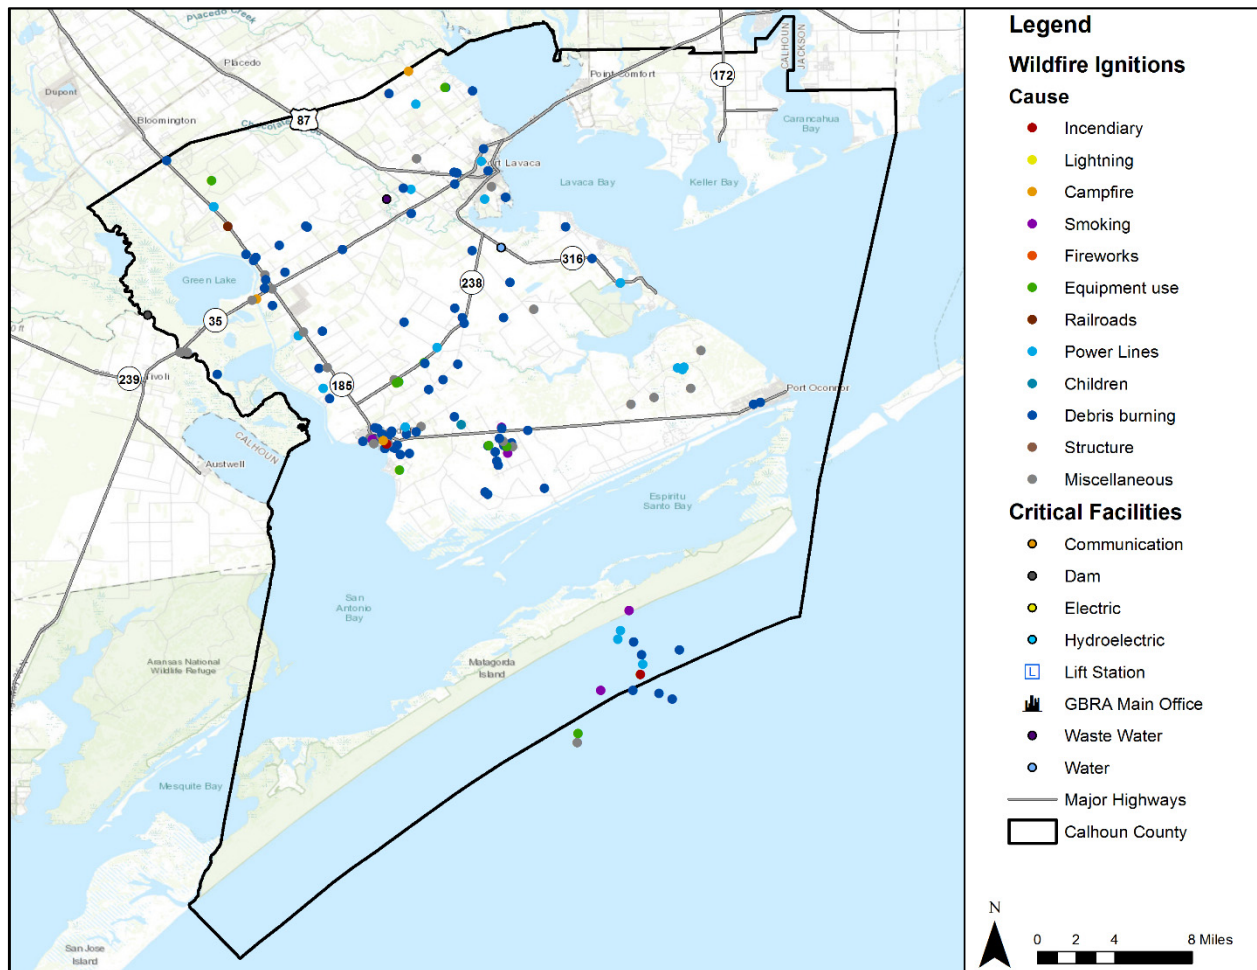 Placedo Creek
Placedo
Dupont
Bloomington
87
Point Comfort
172
CALHOUN
JACKSON
Carancahua
Bay
Lavaca
Lavaca Bay
Keller Bay
316
238
Green Lake
35
239
Tivoli
185
Port Oconnor
CALHOUN
Austwell
Espiritu
Santo Bay
San
Antonio
Bay
Aransas National
Wildlife Refuge
Matagorda
Island
Mesquite Bay
San Jose
Island
Legend
Wildfire Ignitions
Cause
Incendiary
Lightning
Campfire
Smoking
Fireworks
Equipment use
Railroads
Power Lines
Children
Debris burning
Structure
Miscellaneous
Critical Facilities
Communication
Dam
Electric
Hydroelectric
L Lift Station
GBRA Main Office
Waste Water
Water
Major Highways
Calhoun County
N
0 2 4 8 Miles